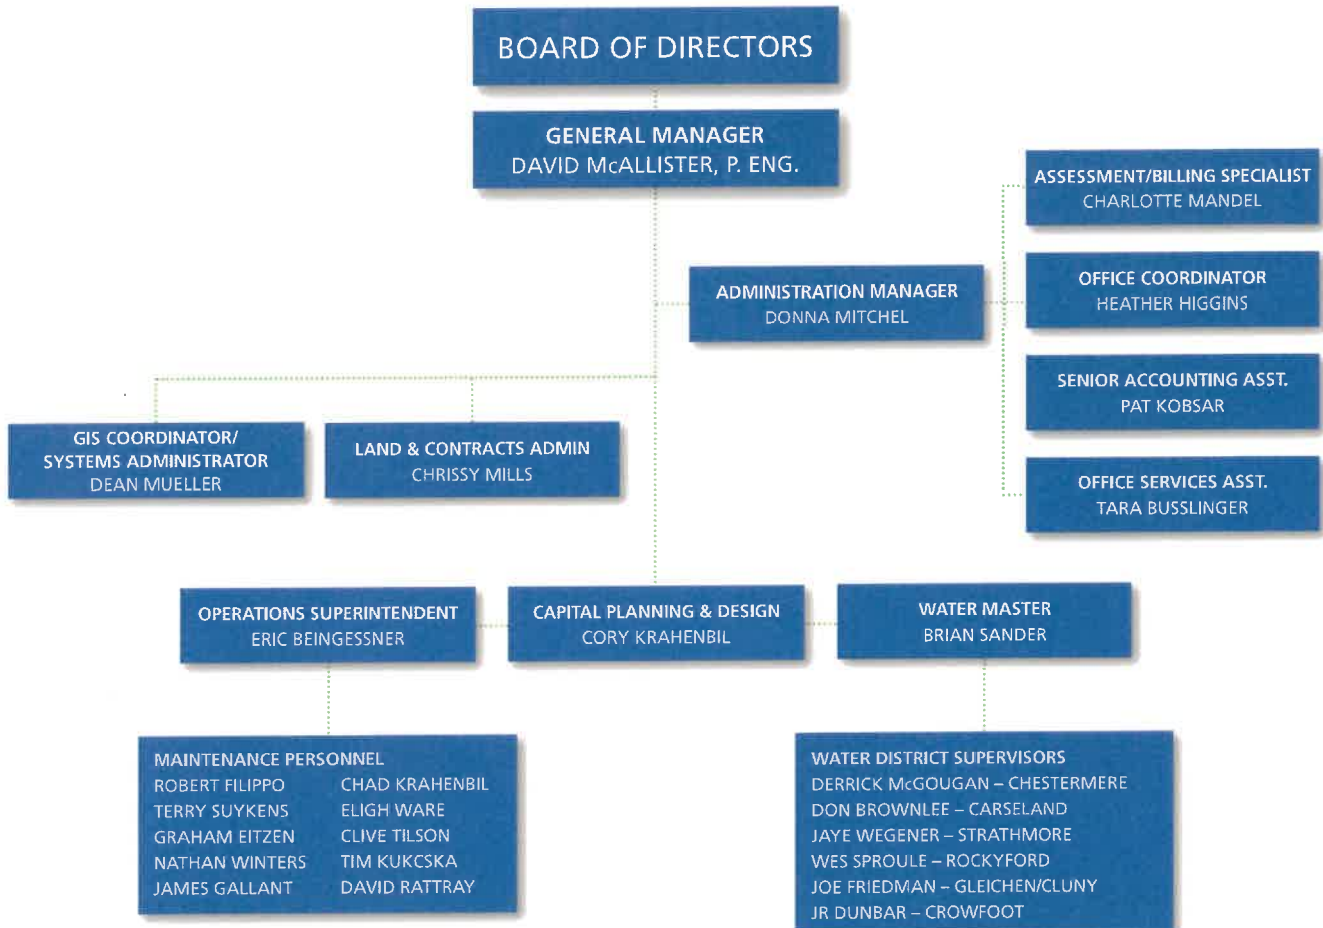 BOARD OF DIRECTORS
GENERAL MANAGER
DAVID McALLISTER, P. ENG.
ASSESSMENT/BILLING SPECIALIST
CHARLOTTE MANDEL
ADMINISTRATION MANAGER
DONNA MITCHEL
OFFICE COORDINATOR
HEATHER HIGGINS
SENIOR ACCOUNTING ASST.
PAT KOBSAR
OFFICE SERVICES ASST.
TARA BUSSLINGER
GIS COORDINATOR/
SYSTEMS ADMINISTRATOR
DEAN MUELLER
LAND & CONTRACTS ADMIN
CHRISSY MILLS
OPERATIONS SUPERINTENDENT
ERIC BEINGESSNER
CAPITAL PLANNING & DESIGN
CORY KRAHENBIL
WATER MASTER
BRIAN SANDER
MAINTENANCE PERSONNEL
ROBERT FILIPPO
TERRY SUYKENS
GRAHAM EITZEN
NATHAN WINTERS
JAMES GALLANT
CHAD KRAHENBIL
ELIGH WARE
CLIVE TILSON
TIM KUKCSKA
DAVID RATTRAY
WATER DISTRICT SUPERVISORS
DERRICK McGOUGAN – CHESTERMERE
DON BROWNLEE – CARSELAND
JAYE WEGENER – STRATHMORE
WES SPROULE – ROCKYFORD
JOE FRIEDMAN – GLEICHEN/CLUNY
JR DUNBAR – CROWFOOT